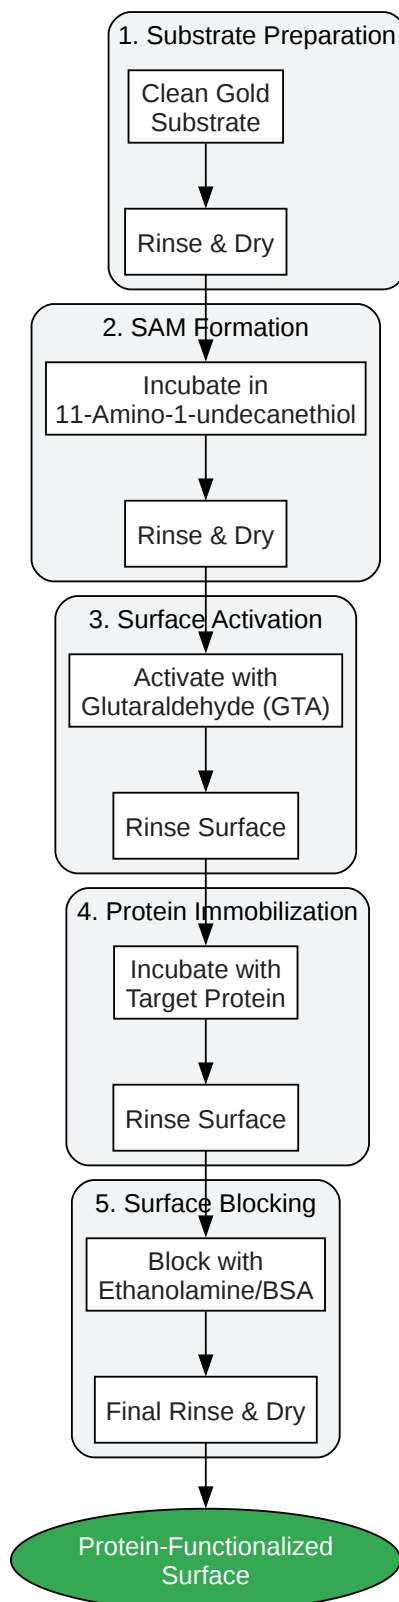 1. Substrate Preparation
Clean Gold
Substrate
Rinse & Dry
2. SAM Formation
Incubate in
11-Amino-1-undecanethiol
Rinse & Dry
3. Surface Activation
Activate with
Glutaraldehyde (GTA)
Rinse Surface
4. Protein Immobilization
Incubate with
Target Protein
Rinse Surface
5. Surface Blocking
Block with
Ethanolamine/BSA
Final Rinse & Dry
Protein-Functionalized
Surface